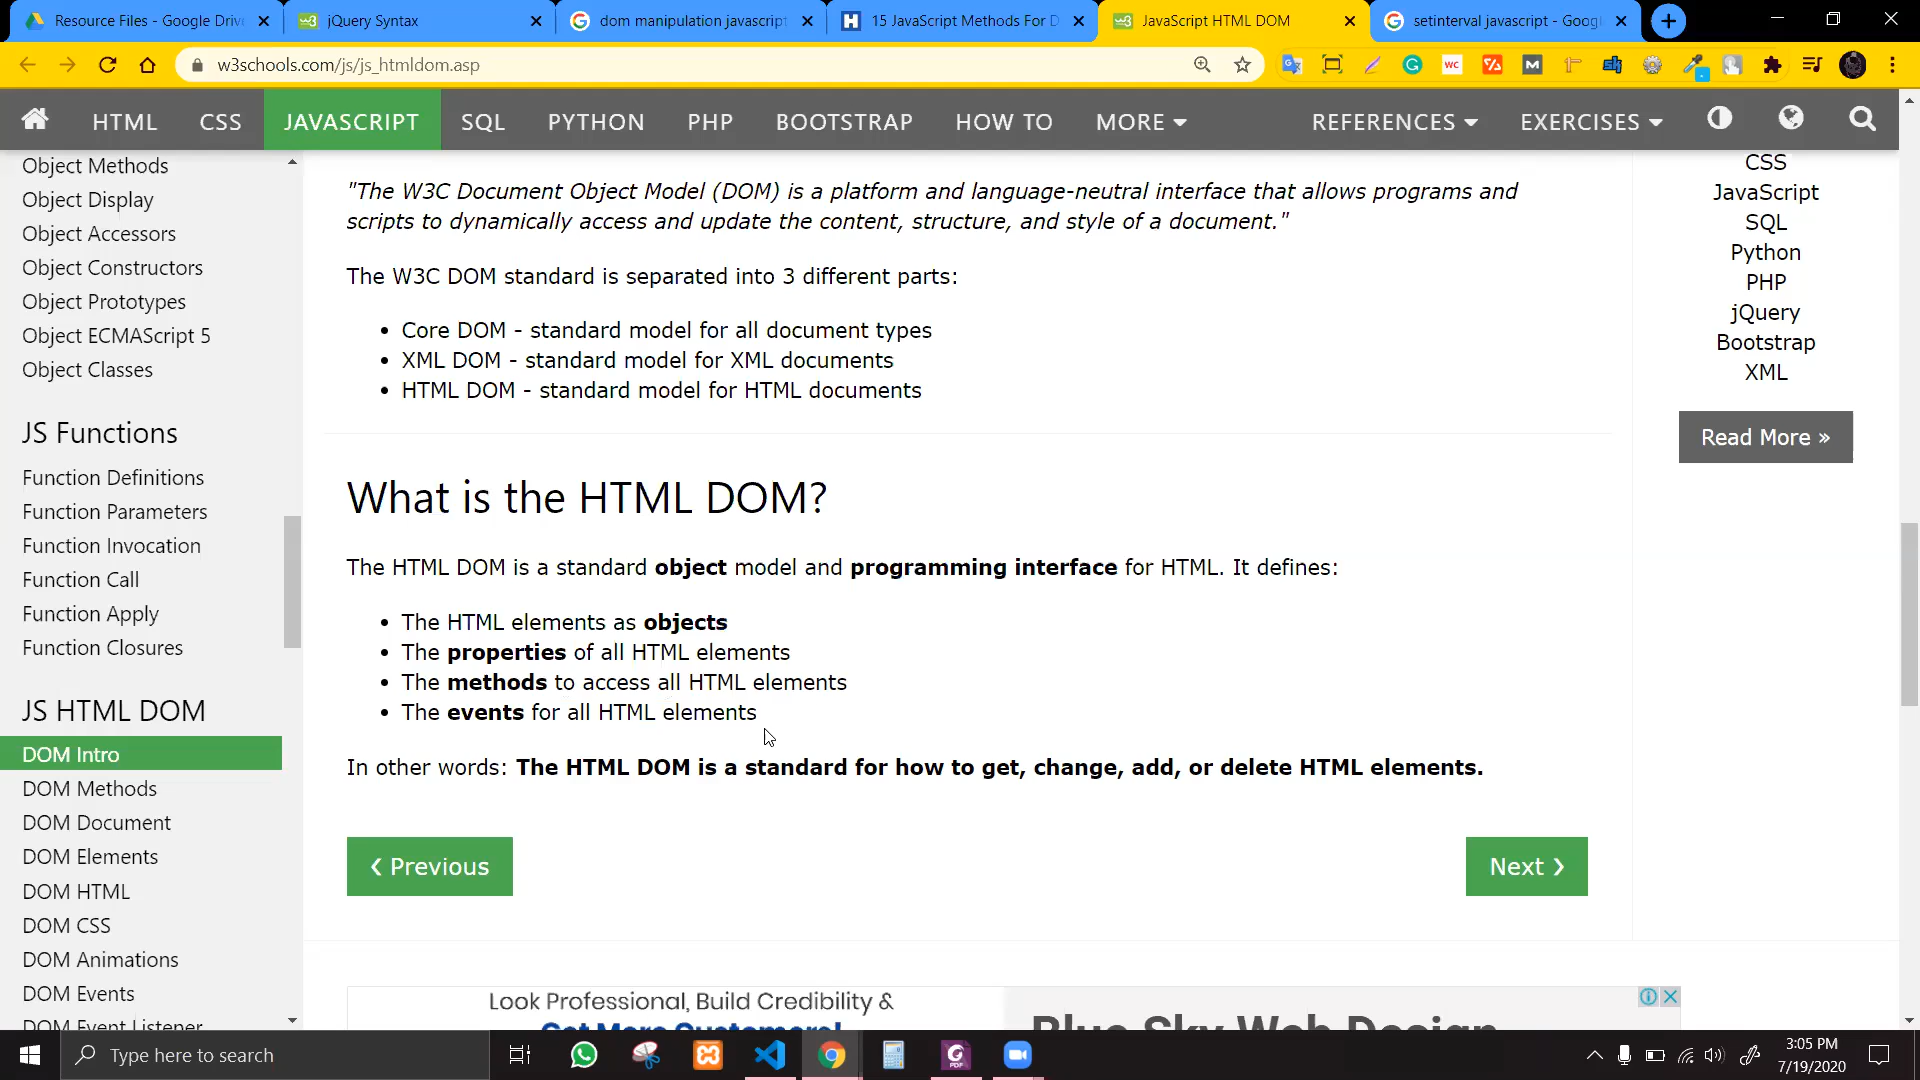 Resource Files - Google Driv
jQuery Syntax
dom manipulation javascript
15 JavaScript Methods For D
JavaScript HTML DOM
setinterval javascript - Goog
w3schools.com/js/js_htmldom.asp
HTML
CSS
JAVASCRIPT
SQL
PYTHON
PHP
BOOTSTRAP
HOW TO
MORE
REFERENCES
EXERCISES
Object Methods
Object Display
Object Accessors
Object Constructors
Object Prototypes
Object ECMAScript 5
Object Classes
JS Functions
Function Definitions
Function Parameters
Function Invocation
Function Call
Function Apply
Function Closures
JS HTML DOM
DOM Intro
DOM Methods
DOM Document
DOM Elements
DOM HTML
DOM CSS
DOM Animations
DOM Events
DOM Event Listener
"The W3C Document Object Model (DOM) is a platform and language-neutral interface that allows programs and
scripts to dynamically access and update the content, structure, and style of a document."
The W3C DOM standard is separated into 3 different parts:
• Core DOM - standard model for all document types
• XML DOM - standard model for XML documents
• HTML DOM - standard model for HTML documents
What is the HTML DOM?
The HTML DOM is a standard object model and programming interface for HTML. It defines:
• The HTML elements as objects
• The properties of all HTML elements
• The methods to access all HTML elements
• The events for all HTML elements
In other words: The HTML DOM is a standard for how to get, change, add, or delete HTML elements.
❮ Previous
Next ❯
CSS
JavaScript
SQL
Python
PHP
jQuery
Bootstrap
XML
Read More »
Look Professional, Build Credibility &
Get More Customers!
Blue Sky Web Design
Type here to search
3:05 PM
7/19/2020